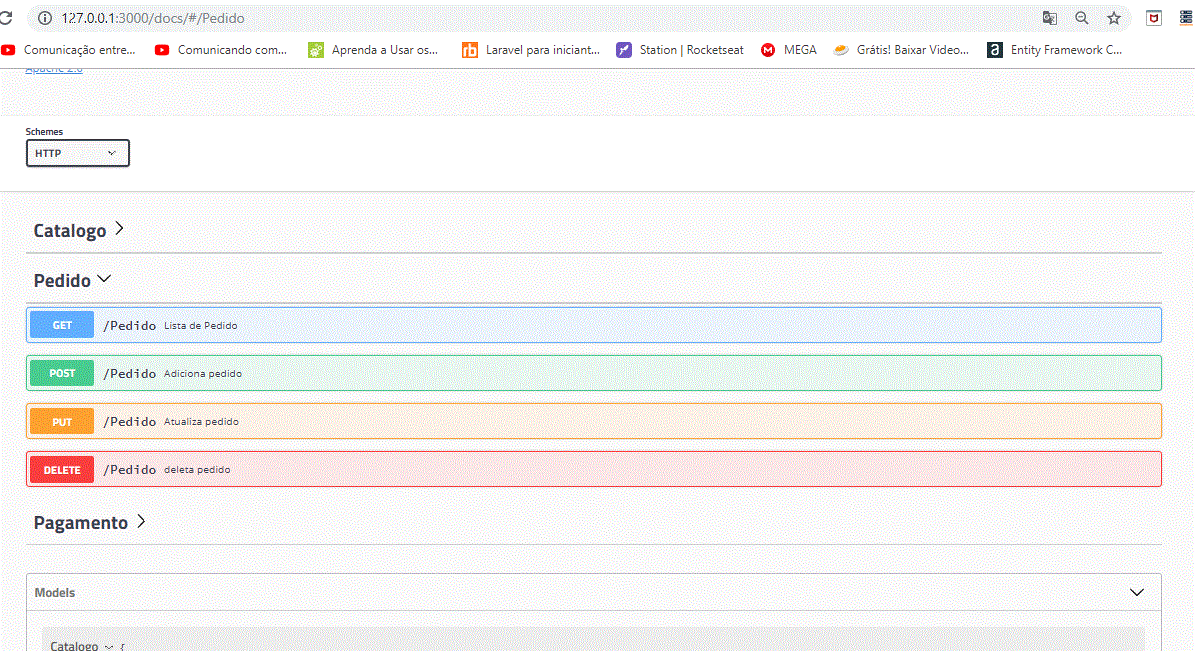 127.0.0.1:3000/docs/#/Pedido
Comunicação entre... Comunicando com... Aprenda a Usar os... Laravel para iniciant... Station | Rocketseat MEGA Grátis! Baixar Video... Entity Framework C...
Apache 2.0
Schemes
HTTP
Catalogo
Pedido
GET /Pedido Lista de Pedido
POST /Pedido Adiciona pedido
PUT /Pedido Atualiza pedido
DELETE /Pedido deleta pedido
Pagamento
Models
Catalogo {